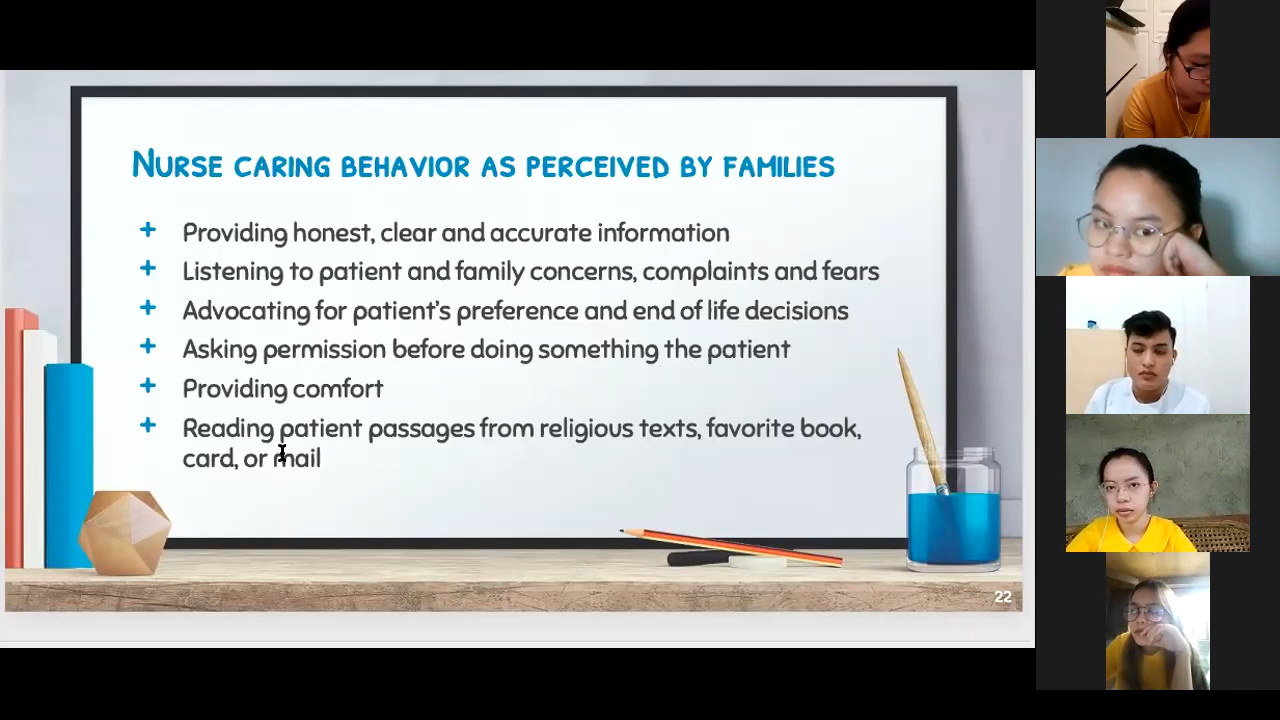 Nurse caring behavior as perceived by families
+ Providing honest, clear and accurate information
+ Listening to patient and family concerns, complaints and fears
+ Advocating for patient's preference and end of life decisions
+ Asking permission before doing something the patient
+ Providing comfort
+ Reading patient passages from religious texts, favorite book,
card, or mail
22